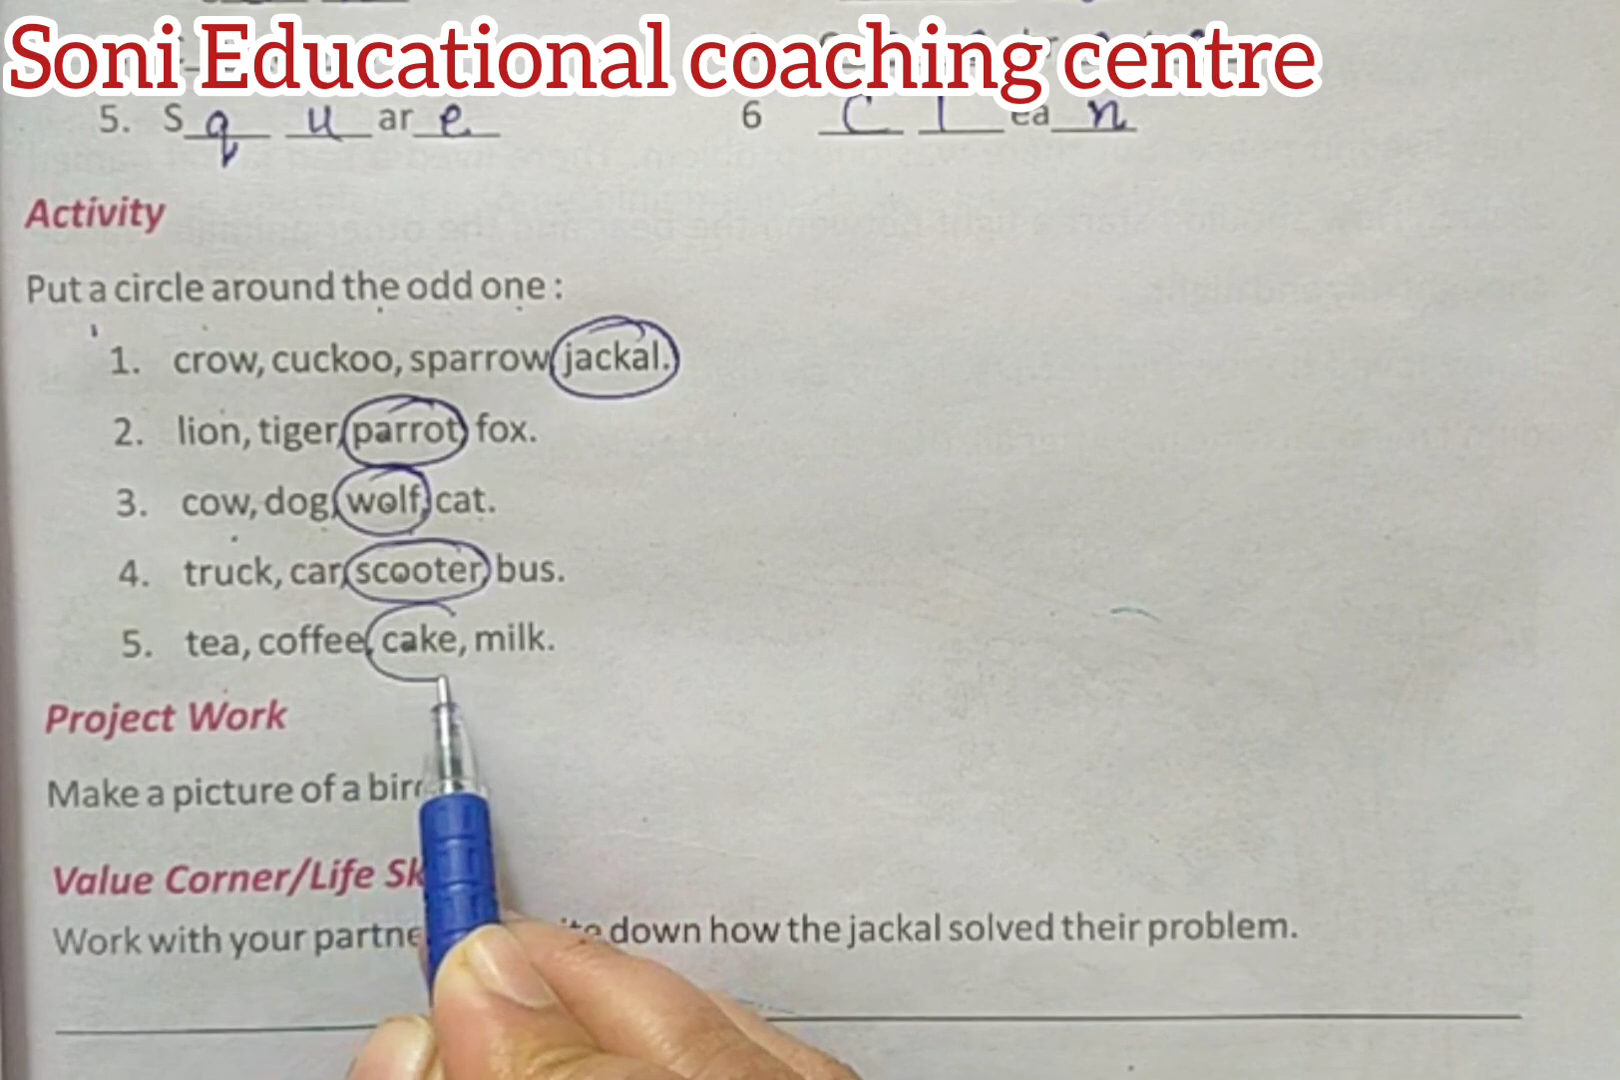 Soni Educational coaching centre
5. S q u ar e
6 C l ea n
Activity
Put a circle around the odd one :
1. crow, cuckoo, sparrow, jackal.
2. lion, tiger, parrot, fox.
3. cow, dog, wolf, cat.
4. truck, car, scooter, bus.
5. tea, coffee, cake, milk.
Project Work
Make a picture of a
Value Corner/Life
Work with your down how the jackal solved their problem.